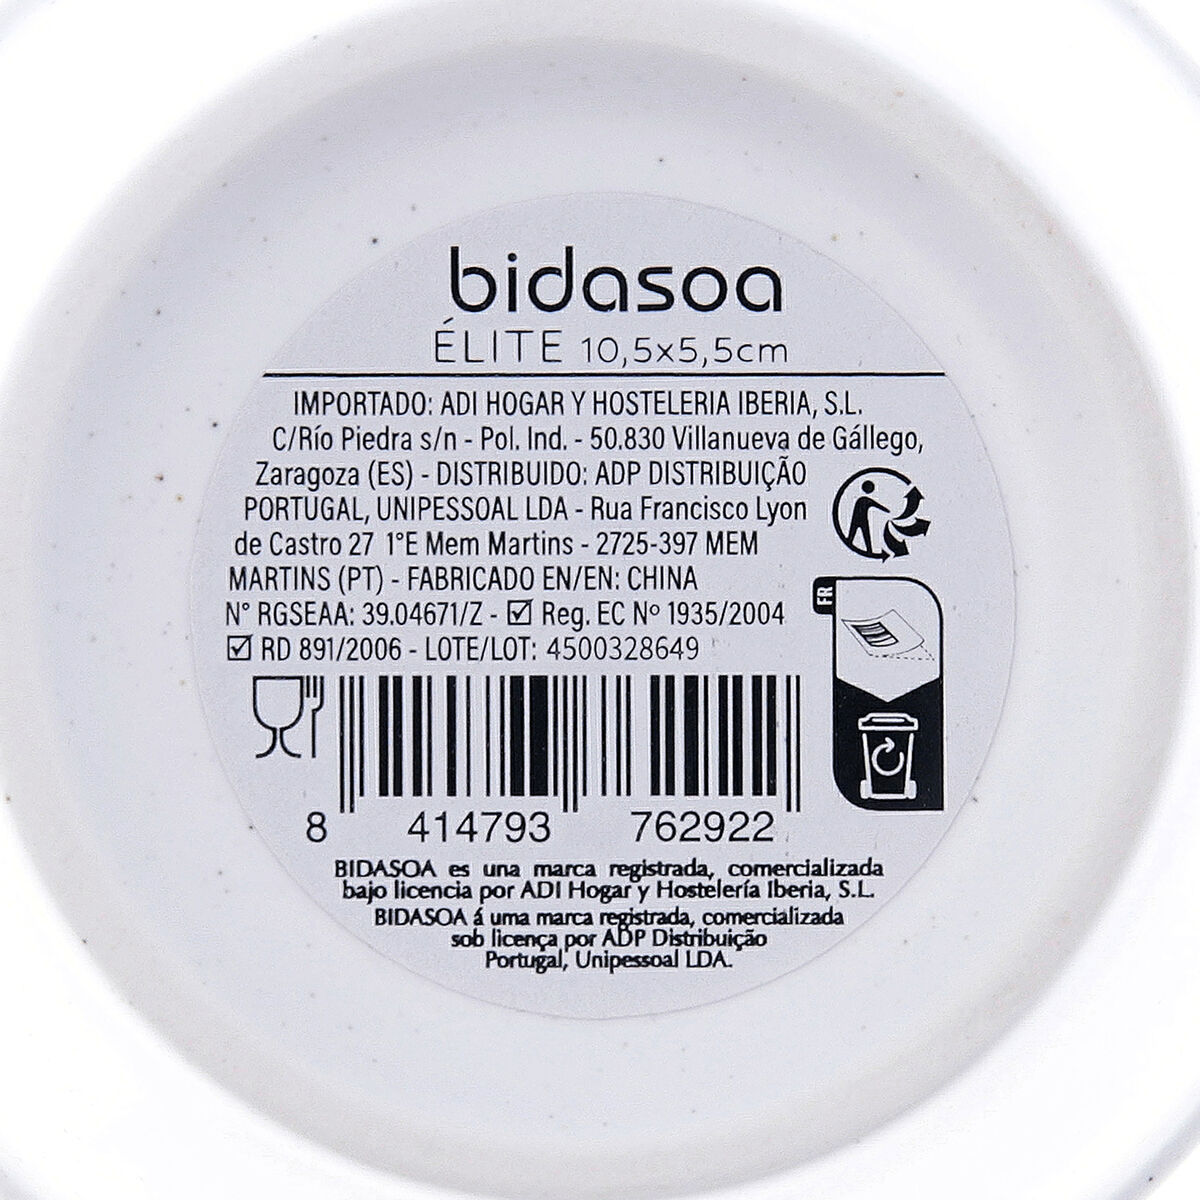 bidasoa
ÉLITE 10,5x5,5cm
IMPORTADO: ADI HOGAR Y HOSTELERIA IBERIA, S.L.
C/Río Piedra s/n - Pol. Ind. - 50.830 Villanueva de Gállego,
Zaragoza (ES) - DISTRIBUIDO: ADP DISTRIBUIÇÃO
PORTUGAL, UNIPESSOAL LDA - Rua Francisco Lyon
de Castro 27 1°E Mem Martins - 2725-397 MEM
MARTINS (PT) - FABRICADO EN/EN: CHINA
N° RGSEAA: 39.04671/Z - ☑ Reg. EC Nº 1935/2004
☑ RD 891/2006 - LOTE/LOT: 4500328649
FR
8 414793 762922
BIDASOA es una marca registrada, comercializada
bajo licencia por ADI Hogar y Hostelería Iberia, S.L.
BIDASOA á uma marca registrada, comercializada
sob licença por ADP Distribuição
Portugal, Unipessoal LDA.